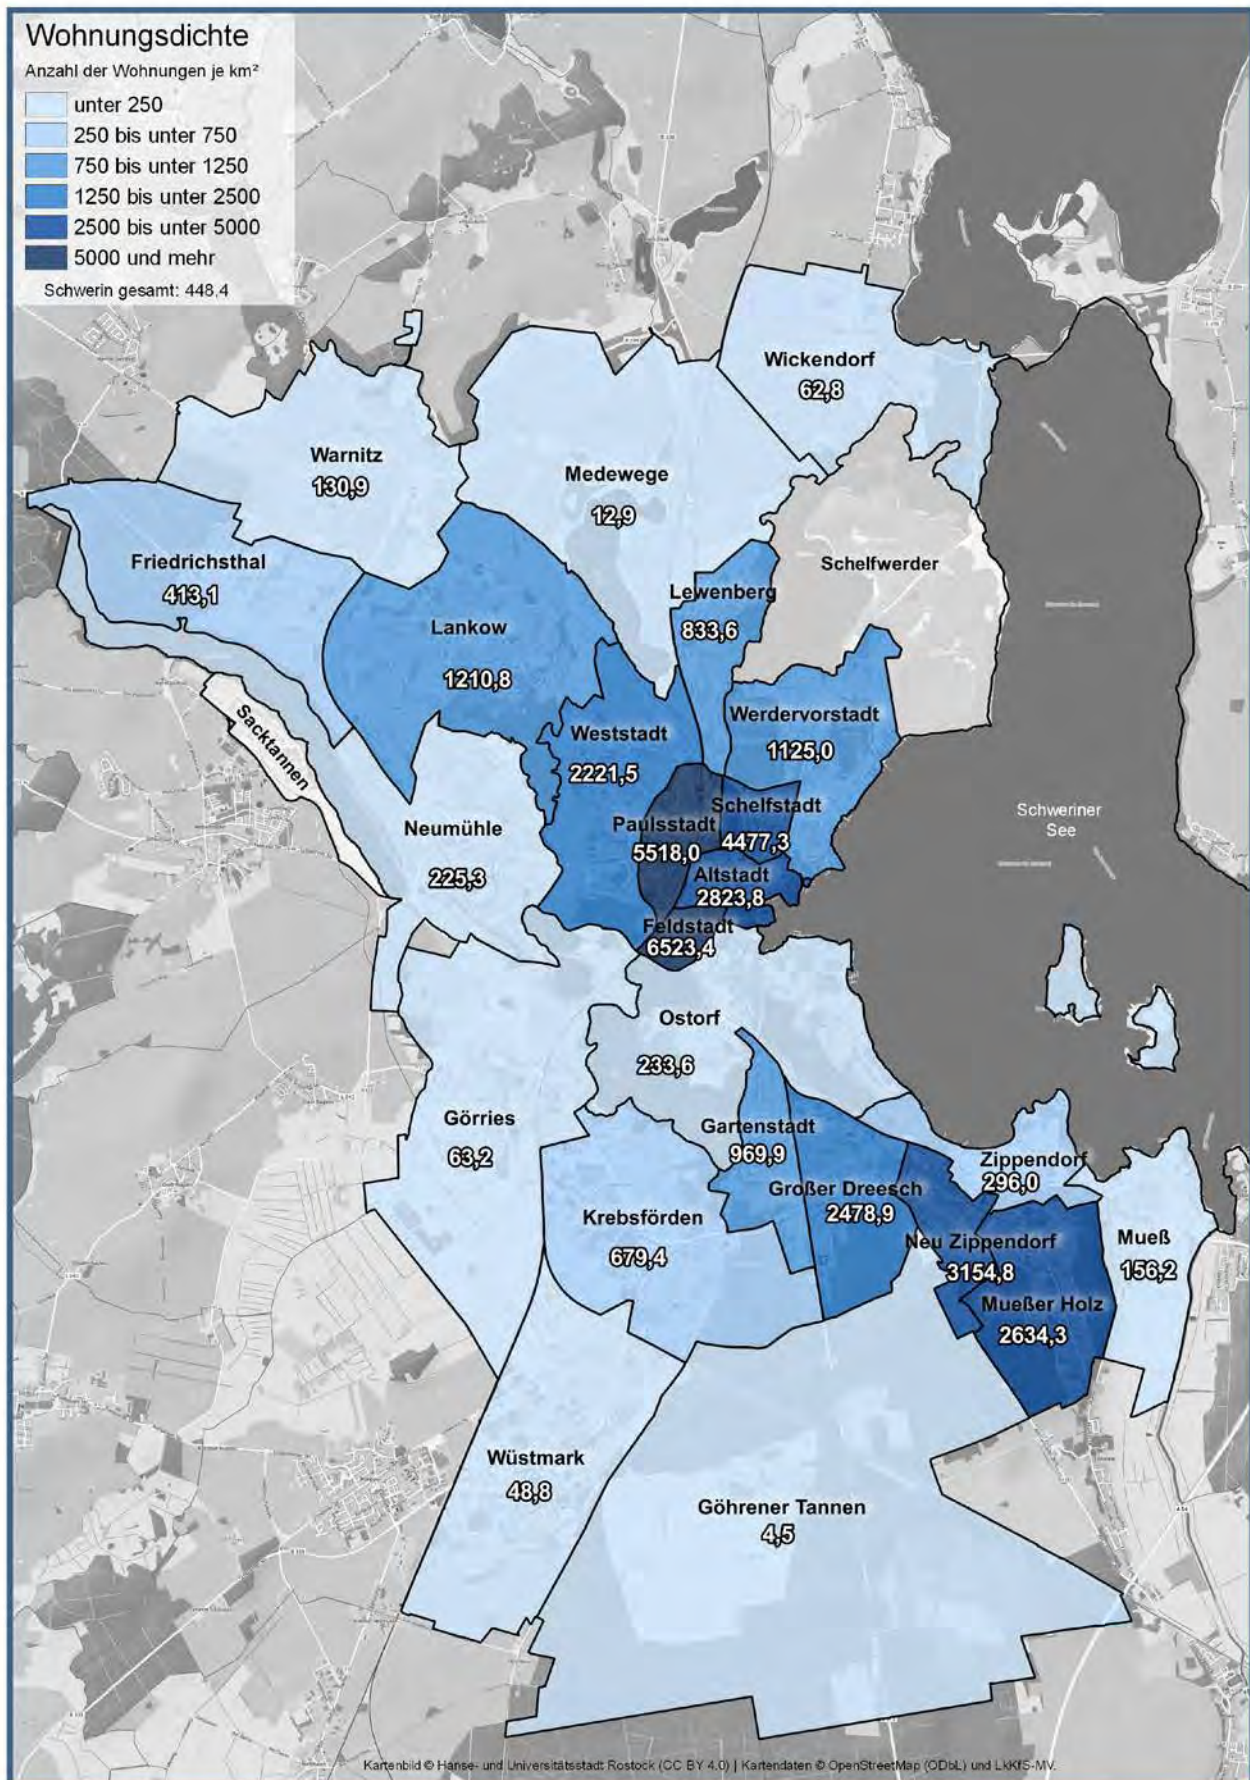 Wohnungsdichte
Anzahl der Wohnungen je km²
unter 250
250 bis unter 750
750 bis unter 1250
1250 bis unter 2500
2500 bis unter 5000
5000 und mehr
Schwerin gesamt: 448,4
Wickendorf
62,8
Warnitz
130,9
Medewege
12,9
Friedrichsthal
413,1
Schelfwerder
Lewenberg
833,6
Lankow
1210,8
Sacktannen
Weststadt
2221,5
Werdervorstadt
1125,0
Schelfstadt
4477,3
Schweriner
See
Neumühle
225,3
Paulsstadt
5518,0
Altstadt
2823,8
Feldstadt
6523,4
Ostorf
233,6
Görries
63,2
Gartenstadt
969,9
Zippendorf
296,0
Großer Dreesch
2478,9
Krebsförden
679,4
Neu Zippendorf
3154,8
Mueß
156,2
Mueßer Holz
2634,3
Wüstmark
48,8
Göhrener Tannen
4,5
Kartenbild © Hanse- und Universitätsstadt Rostock (CC BY 4.0) | Kartendaten © OpenStreetMap (ODbL) und LkKfS-MV.